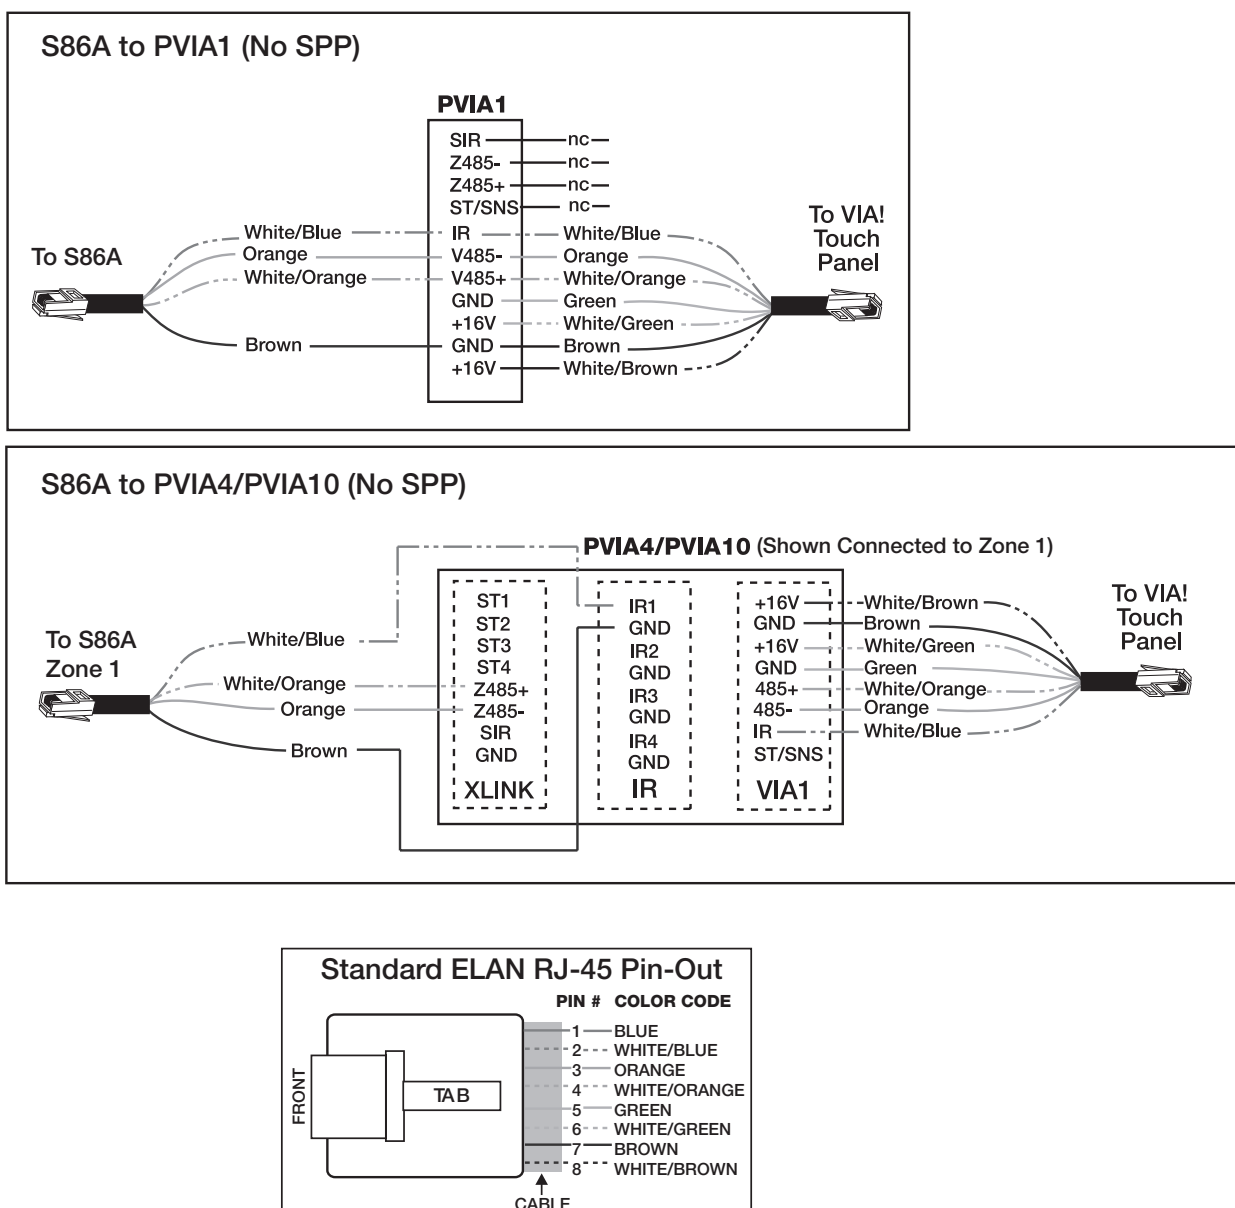 S86A to PVIA1 (No SPP)
PVIA1
SIR nc
Z485- nc
Z485+ nc
ST/SNS nc
White/Blue IR White/Blue
Orange V485- Orange
White/Orange V485+ White/Orange
GND Green
+16V White/Green
Brown GND Brown
+16V White/Brown
To S86A
To VIA!
Touch
Panel
S86A to PVIA4/PVIA10 (No SPP)
PVIA4/PVIA10 (Shown Connected to Zone 1)
To S86A
Zone 1
White/Blue
White/Orange
Orange
Brown
ST1
ST2
ST3
ST4
Z485+
Z485-
SIR
GND
XLINK
IR1
GND
IR2
GND
IR3
GND
IR4
GND
IR
+16V White/Brown
GND Brown
+16V White/Green
GND Green
485+ White/Orange
485- Orange
IR White/Blue
ST/SNS
VIA1
To VIA!
Touch
Panel
Standard ELAN RJ-45 Pin-Out
PIN # COLOR CODE
1 BLUE
2 WHITE/BLUE
3 ORANGE
4 WHITE/ORANGE
5 GREEN
6 WHITE/GREEN
7 BROWN
8 WHITE/BROWN
FRONT
TAB
CABLE